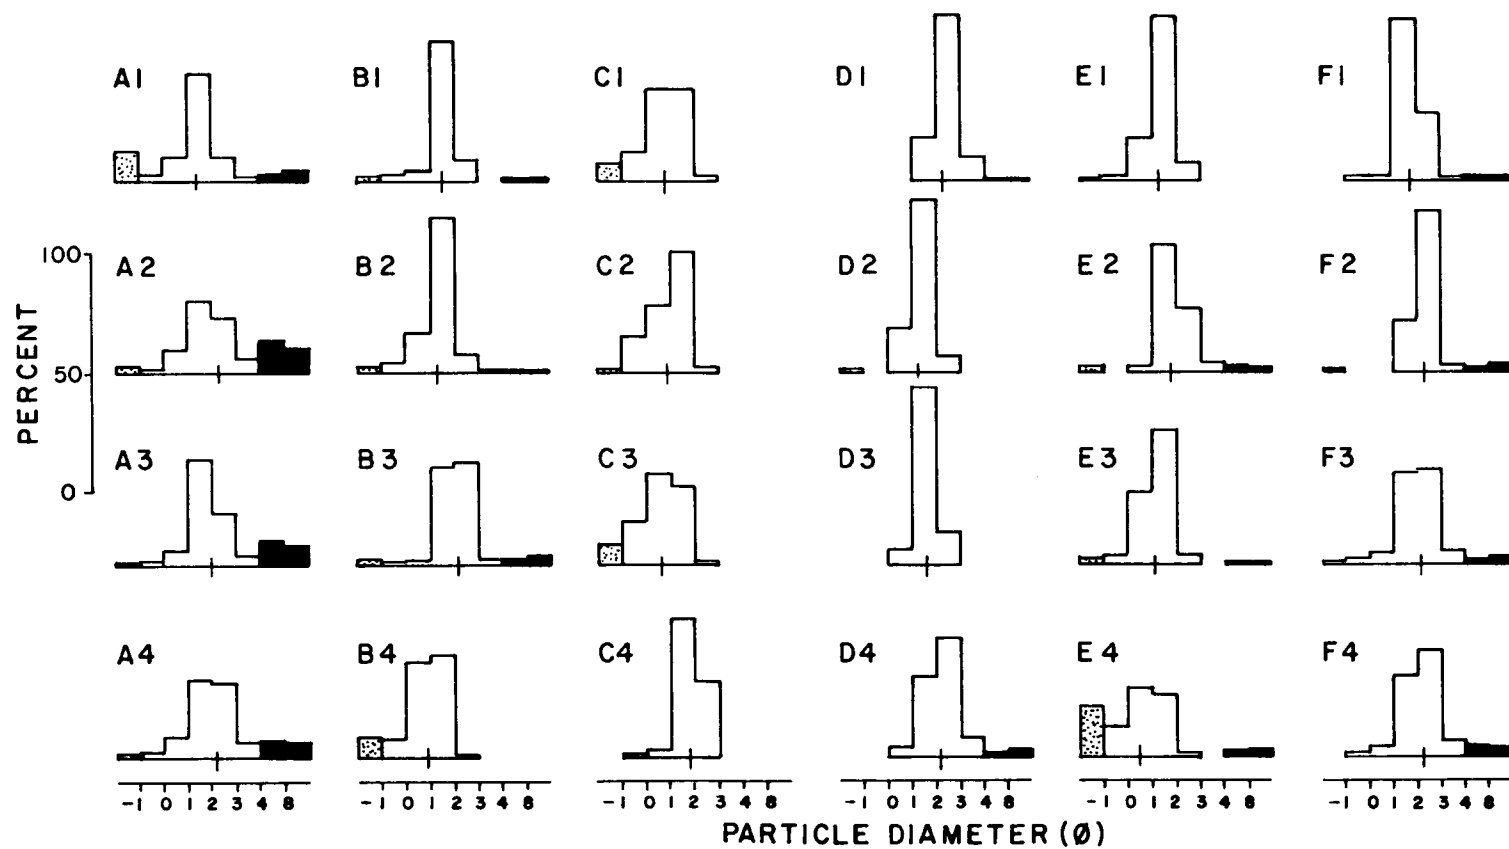 A1 B1 C1 D1 E1 F1
100
A2 B2 C2 D2 E2 F2
PERCENT
50
A3 B3 C3 D3 E3 F3
0
A4 B4 C4 D4 E4 F4
-1 0 1 2 3 4 8 -1 0 1 2 3 4 8 -1 0 1 2 3 4 8 -1 0 1 2 3 4 8 -1 0 1 2 3 4 8 -1 0 1 2 3 4 8
PARTICLE DIAMETER (Ø)